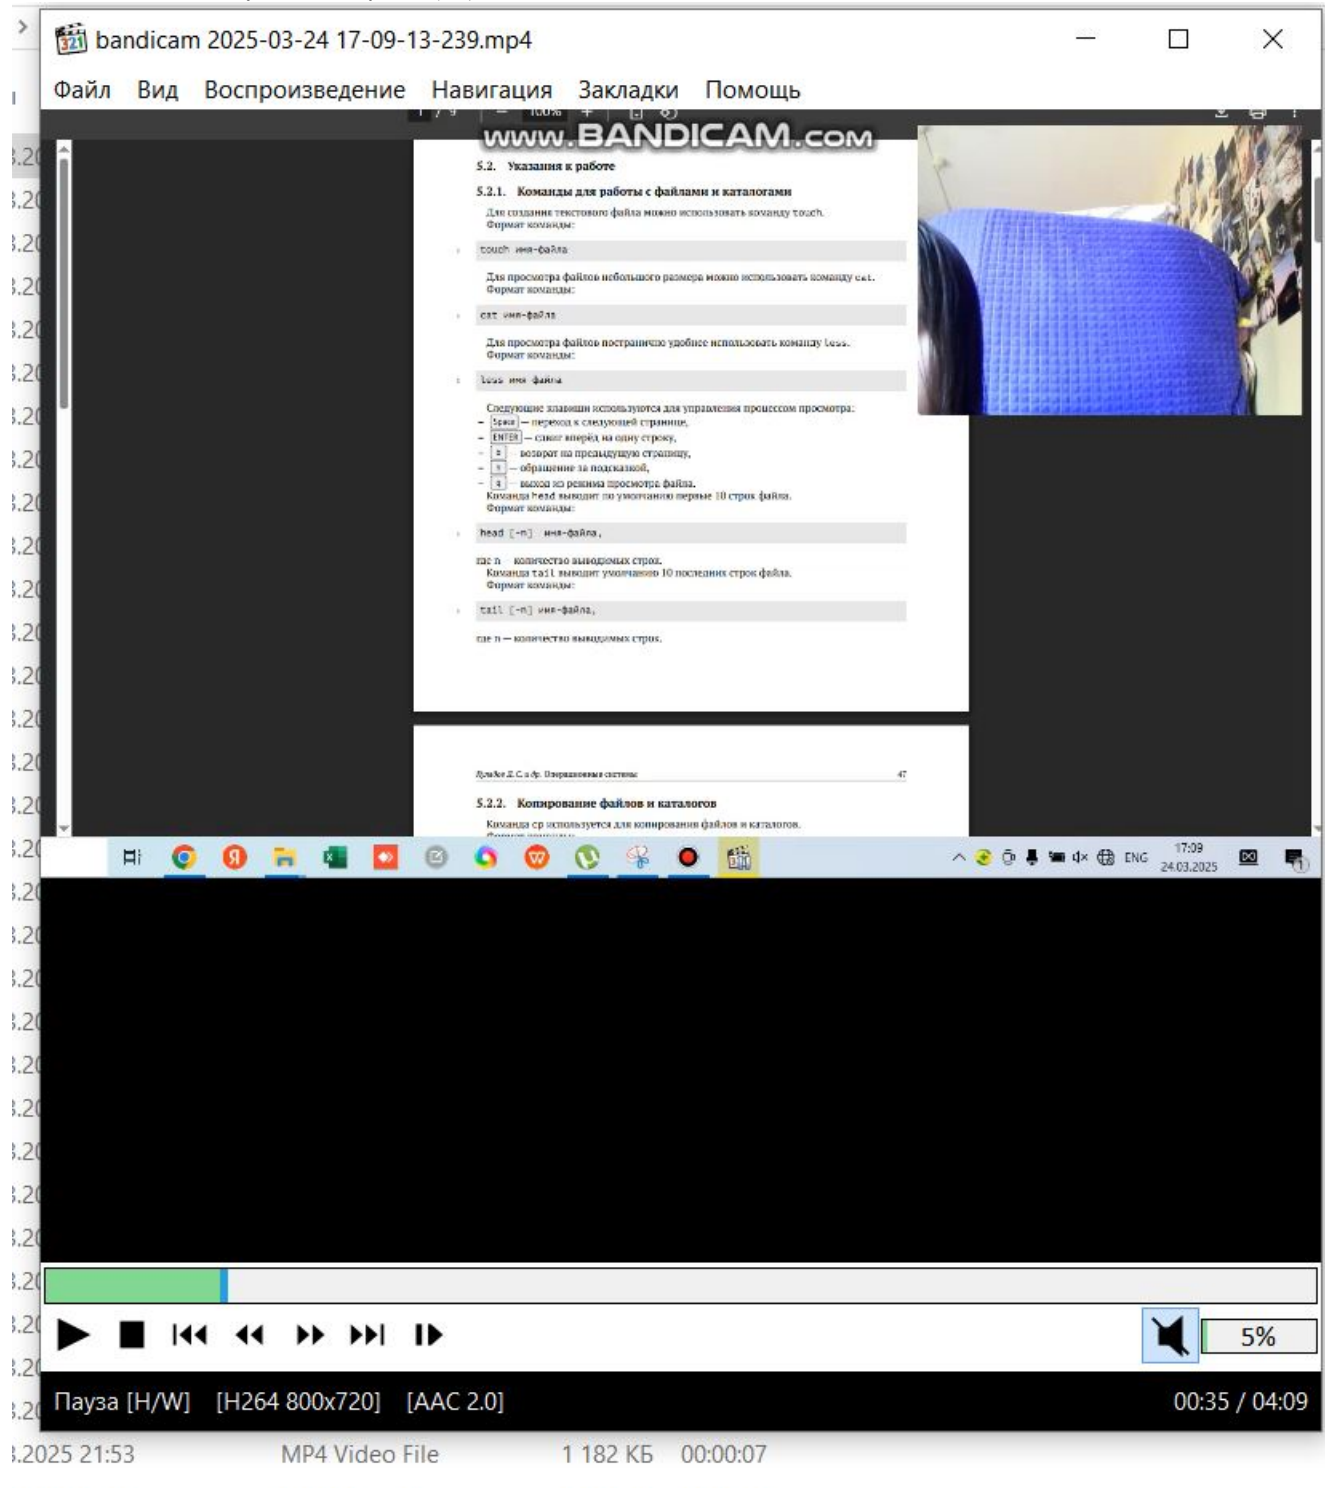 bandicam 2025-03-24 17-09-13-239.mp4
Файл Вид Воспроизведение Навигация Закладки Помощь
1 / 9 100%
www.BANDICAM.com
5.2. Указания к работе
5.2.1. Команды для работы с файлами и каталогами
Для создания текстового файла можно использовать команду touch.
Формат команды:
touch имя-файла
Для просмотра файлов небольшого размера можно использовать команду cat.
Формат команды:
cat имя-файла
Для просмотра файлов постранично удобнее использовать команду less.
Формат команды:
less имя-файла
Следующие клавиши используются для управления процессом просмотра:
– Space — переход к следующей странице,
– ENTER — сдвиг вперёд на одну строку,
– b — возврат на предыдущую страницу,
– h — обращение за подсказкой,
– q — выход из режима просмотра файла.
Команда head выводит по умолчанию первые 10 строк файла.
Формат команды:
head [-n] имя-файла,
где n — количество выводимых строк.
Команда tail выводит умолчанию 10 последних строк файла.
Формат команды:
tail [-n] имя-файла,
где n — количество выводимых строк.
Кулябов Д. С. и др. Операционные системы 47
5.2.2. Копирование файлов и каталогов
Команда cp используется для копирования файлов и каталогов.
Формат команды:
ENG 17:09
24.03.2025
5%
Пауза [H/W] [H264 800x720] [AAC 2.0] 00:35 / 04:09
3.2025 21:53 MP4 Video File 1 182 КБ 00:00:07